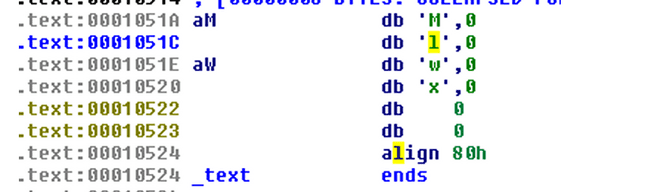 .text:0001051A aM db 'M',0
.text:0001051C db 'l',0
.text:0001051E aW db 'w',0
.text:00010520 db 'x',0
.text:00010522 db 0
.text:00010523 db 0
.text:00010524 align 80h
.text:00010524 _text ends